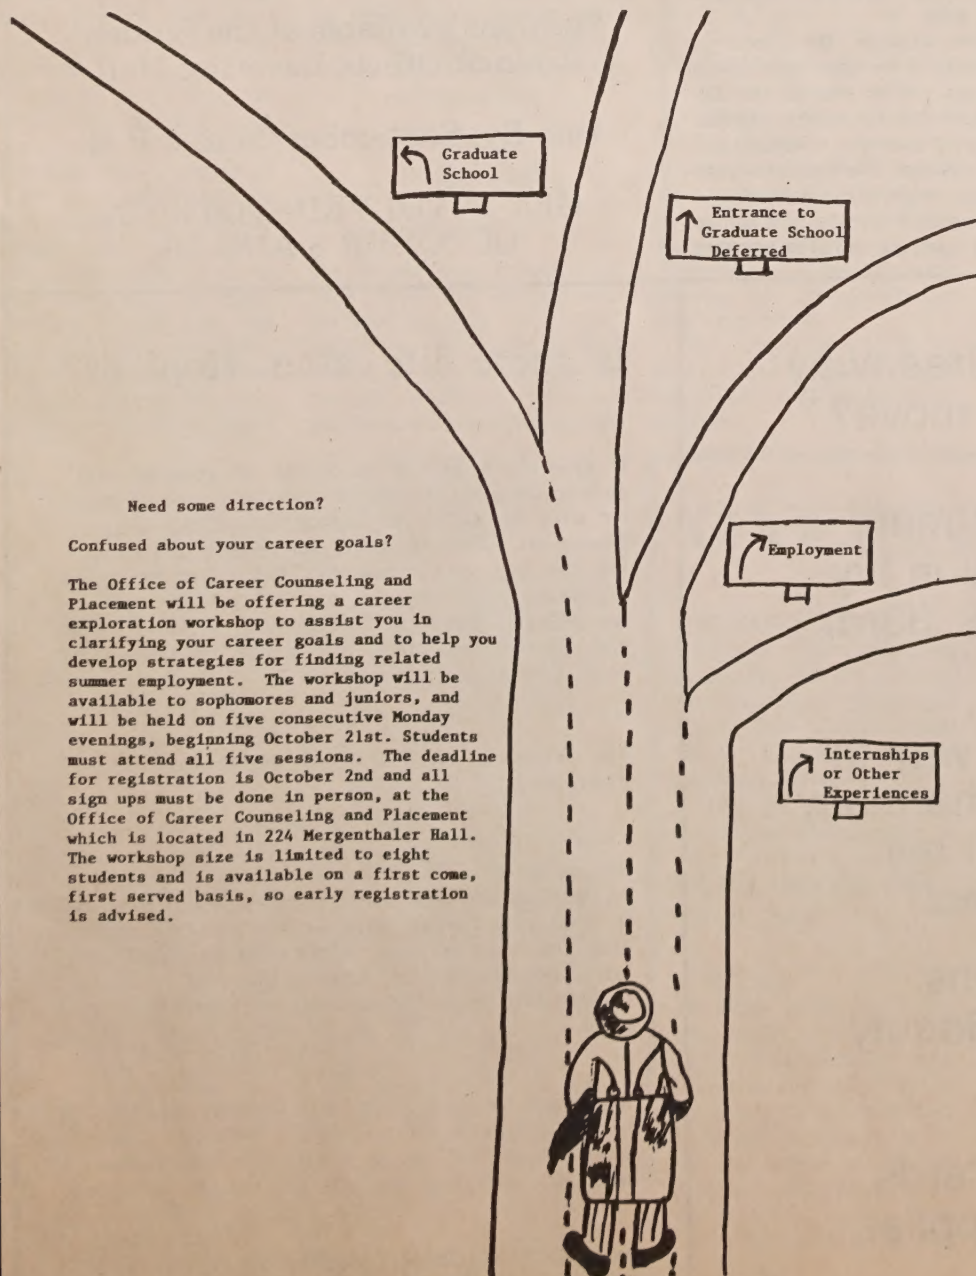 Graduate
School
Entrance to
Graduate School
Deferred
Need some direction?
Confused about your career goals?
The Office of Career Counseling and
Placement will be offering a career
exploration workshop to assist you in
clarifying your career goals and to help you
develop strategies for finding related
summer employment. The workshop will be
available to sophomores and juniors, and
will be held on five consecutive Monday
evenings, beginning October 21st. Students
must attend all five sessions. The deadline
for registration is October 2nd and all
sign ups must be done in person, at the
Office of Career Counseling and Placement
which is located in 224 Mergenthaler Hall.
The workshop size is limited to eight
students and is available on a first come,
first served basis, so early registration
is advised.
Employment
Internships
or Other
Experiences